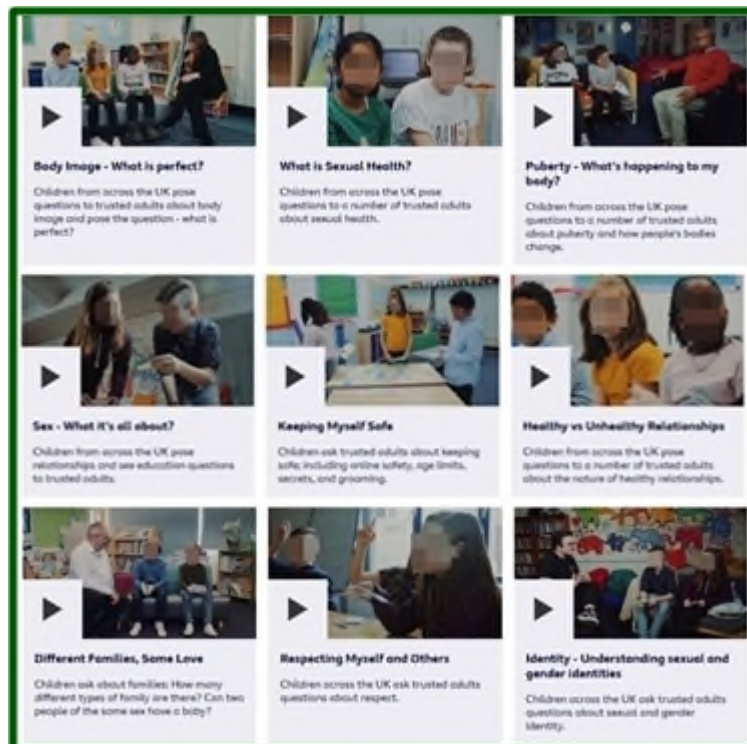 Body Image - What is perfect?
Children from across the UK pose
questions to trusted adults about body
image and pose the question - what is
perfect?
What is Sexual Health?
Children from across the UK pose
questions to a number of trusted adults
about sexual health.
Puberty - What's happening to my
body?
Children from across the UK pose
questions to a number of trusted adults
about puberty and how people's bodies
change.
Sex - What it's all about?
Children from across the UK pose
relationships and sex education questions
to trusted adults.
Keeping Myself Safe
Children ask trusted adults about keeping
safe, including online safety, age limits,
secrets, and grooming.
Healthy vs Unhealthy Relationships
Children from across the UK pose
questions to a number of trusted adults
about the nature of healthy relationships.
Different Families, Same Love
Children ask about families: How many
different types of family are there? Can two
people of the same sex have a baby?
Respecting Myself and Others
Children across the UK ask trusted adults
questions about respect.
Identity - Understanding sexual and
gender identities
Children across the UK ask trusted adults
questions about sexual and gender
identity.